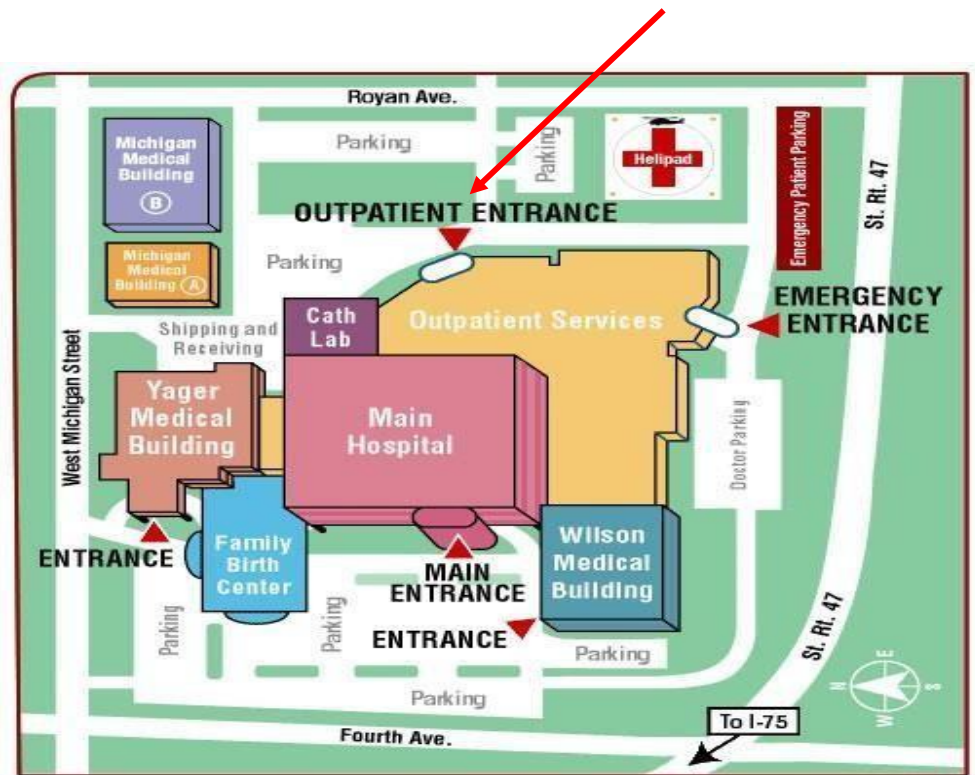 Royan Ave.
Michigan
Medical
Building
B
Parking
Parking
Helipad
Emergency Patient Parking
St. Rt. 47
OUTPATIENT ENTRANCE
Michigan
Medical
Building A
Parking
EMERGENCY
ENTRANCE
Cath
Lab
Outpatient Services
Shipping and
Receiving
West Michigan Street
Yager
Medical
Building
Main
Hospital
Doctor Parking
ENTRANCE
Family
Birth
Center
MAIN
ENTRANCE
Wilson
Medical
Building
ENTRANCE
Parking
Parking
Parking
Parking
St. Rt. 47
N
E
S
W
To I-75
Fourth Ave.